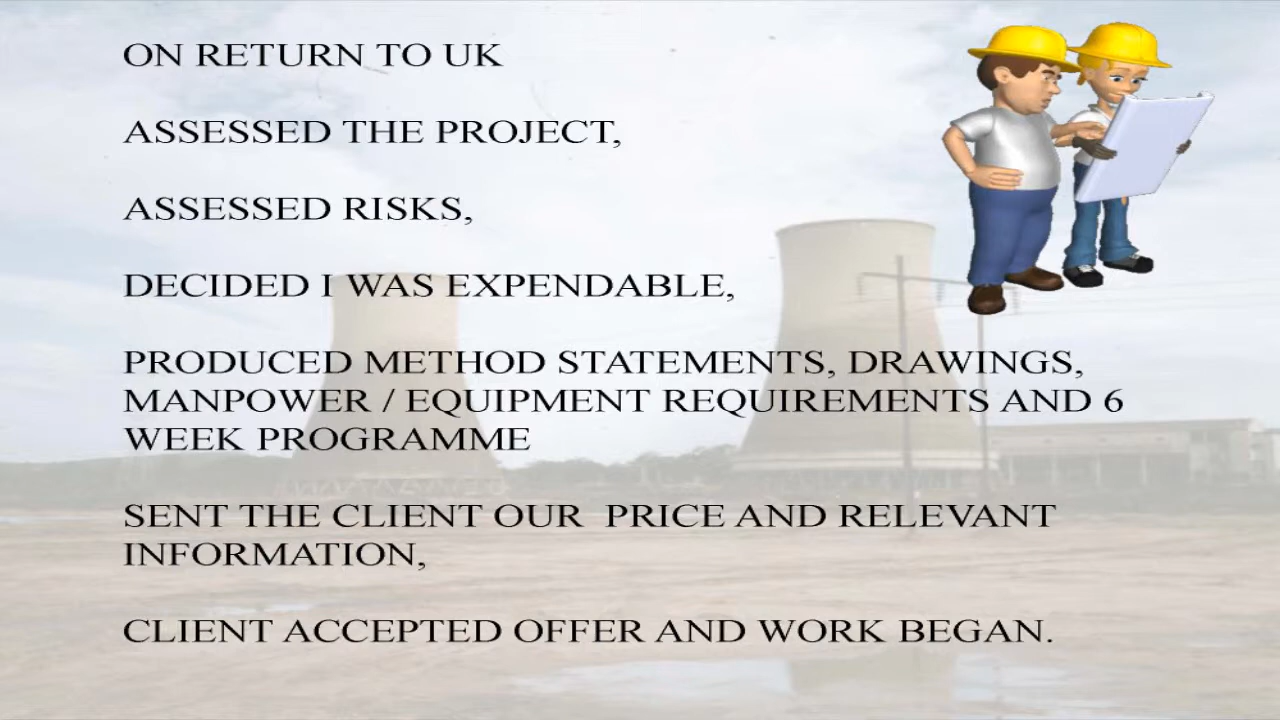 ON RETURN TO UK
ASSESSED THE PROJECT,
ASSESSED RISKS,
DECIDED I WAS EXPENDABLE,
PRODUCED METHOD STATEMENTS, DRAWINGS,
MANPOWER / EQUIPMENT REQUIREMENTS AND 6
WEEK PROGRAMME
SENT THE CLIENT OUR  PRICE AND RELEVANT
INFORMATION,
CLIENT ACCEPTED OFFER AND WORK BEGAN.